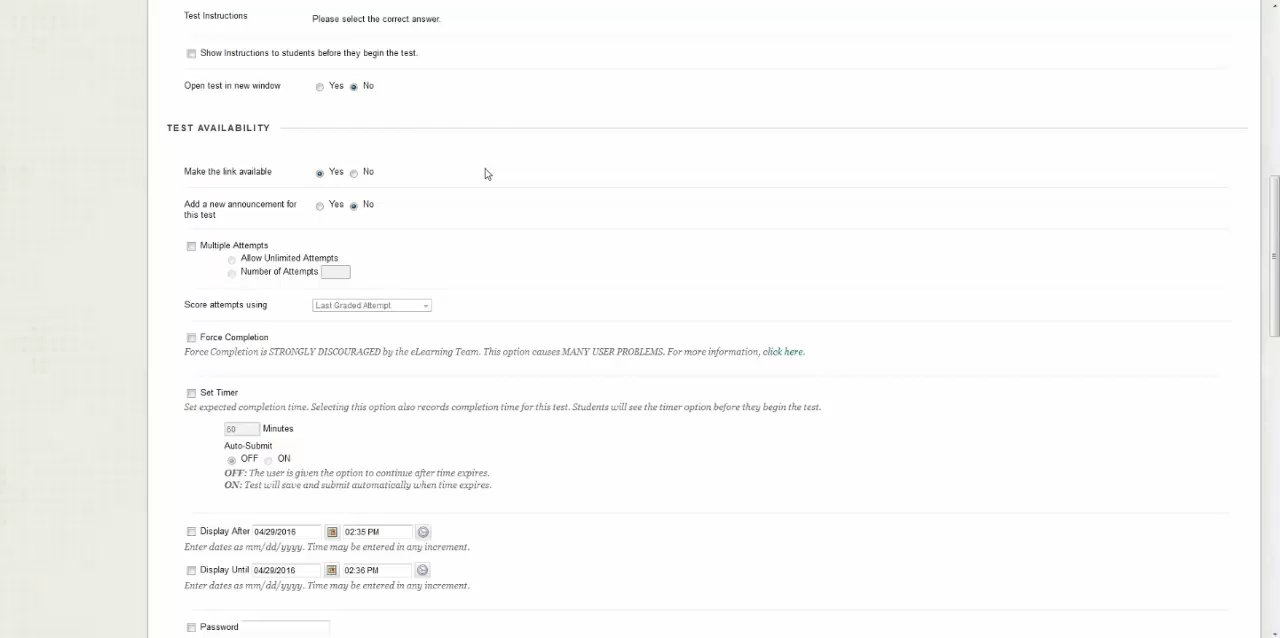 Test Instructions Please select the correct answer.
Show Instructions to students before they begin the test.
Open test in new window Yes No
TEST AVAILABILITY
Make the link available Yes No
Add a new announcement for Yes No
this test
Multiple Attempts
Allow Unlimited Attempts
Number of Attempts
Score attempts using Last Graded Attempt
Force Completion
Force Completion is STRONGLY DISCOURAGED by the eLearning Team. This option causes MANY USER PROBLEMS. For more information, click here.
Set Timer
Set expected completion time. Selecting this option also records completion time for this test. Students will see the timer option before they begin the test.
60 Minutes
Auto-Submit
OFF ON
OFF: The user is given the option to continue after time expires.
ON: Test will save and submit automatically when time expires.
Display After 04/29/2016 02:35 PM
Enter dates as mm/dd/yyyy. Time may be entered in any increment.
Display Until 04/29/2016 02:36 PM
Enter dates as mm/dd/yyyy. Time may be entered in any increment.
Password